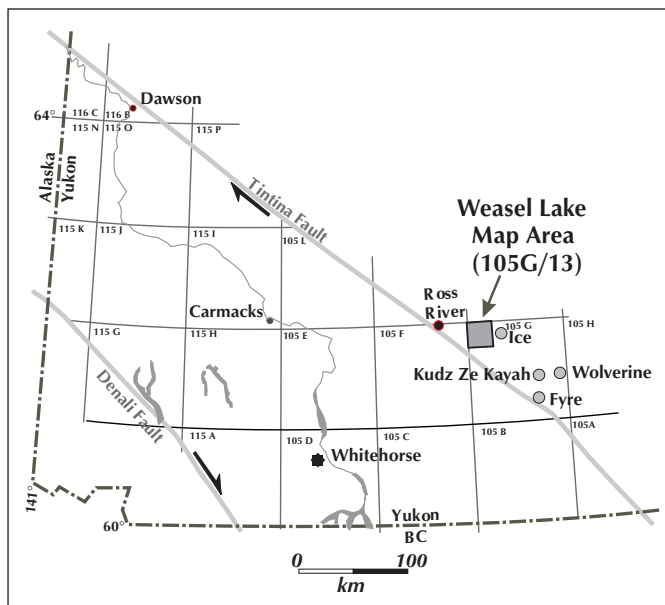 Dawson
64°
116 C
116 B
115 N
115 O
115 P
Alaska
Yukon
Tintina Fault
Weasel Lake
Map Area
(105G/13)
115 K
115 J
115 I
105 L
Ross
River
Carmacks
115 G
115 H
105 E
105 F
105 G
105 H
Ice
Kudz Ze Kayah
Wolverine
Fyre
Denali Fault
115 A
105 D
105 C
105 B
105A
Whitehorse
141°
60°
Yukon
BC
0
100
km